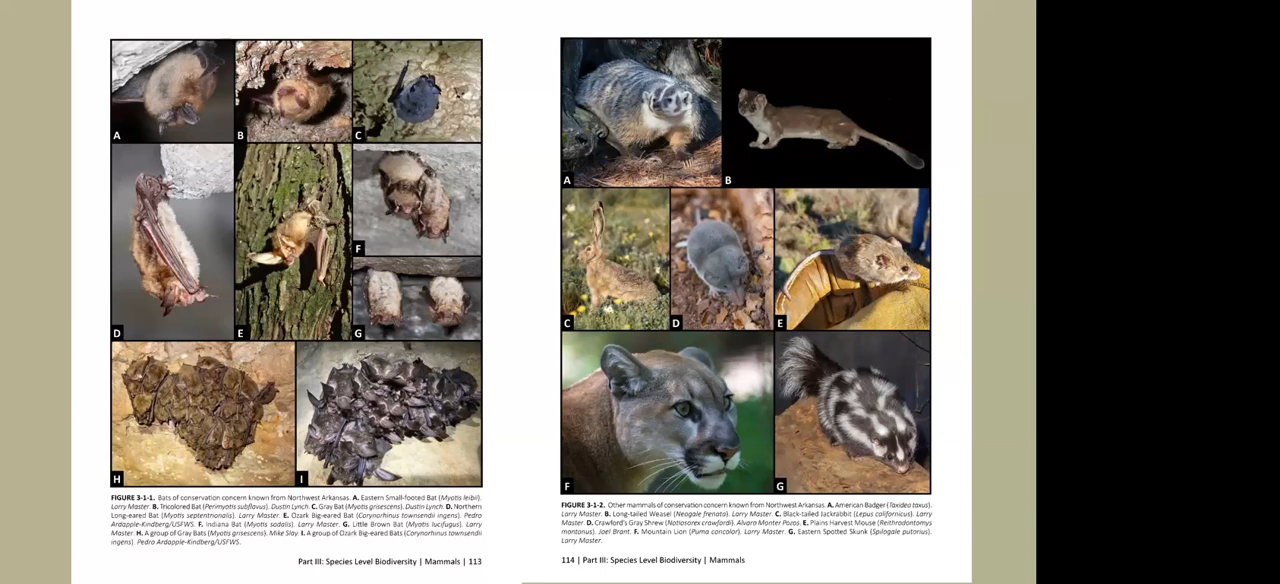 A
B
C
D
E
F
G
H
I
FIGURE 3-1-1. Bats of conservation concern known from Northwest Arkansas. A. Eastern Small-footed Bat (Myotis leibii).
Larry Master. B. Tricolored Bat (Perimyotis subflavus). Dustin Lynch. C. Gray Bat (Myotis grisescens). Dustin Lynch. D. Northern
Long-eared Bat (Myotis septentrionalis). Larry Master. E. Ozark Big-eared Bat (Corynorhinus townsendii ingens). Pedro
Ardapple-Kindberg/USFWS. F. Indiana Bat (Myotis sodalis). Larry Master. G. Little Brown Bat (Myotis lucifugus). Larry
Master. H. A group of Gray Bats (Myotis grisescens). Mike Slay. I. A group of Ozark Big-eared Bats (Corynorhinus townsendii
ingens). Pedro Ardapple-Kindberg/USFWS.
Part III: Species Level Biodiversity | Mammals | 113
A
B
C
D
E
F
G
FIGURE 3-1-2. Other mammals of conservation concern known from Northwest Arkansas. A. American Badger (Taxidea taxus).
Larry Master. B. Long-tailed Weasel (Neogale frenata). Larry Master. C. Black-tailed Jackrabbit (Lepus californicus). Larry
Master. D. Crawford's Gray Shrew (Notiosorex crawfordi). Alvaro Monter Pozos. E. Plains Harvest Mouse (Reithrodontomys
montanus). Joel Brant. F. Mountain Lion (Puma concolor). Larry Master. G. Eastern Spotted Skunk (Spilogale putorius).
Larry Master.
114 | Part III: Species Level Biodiversity | Mammals